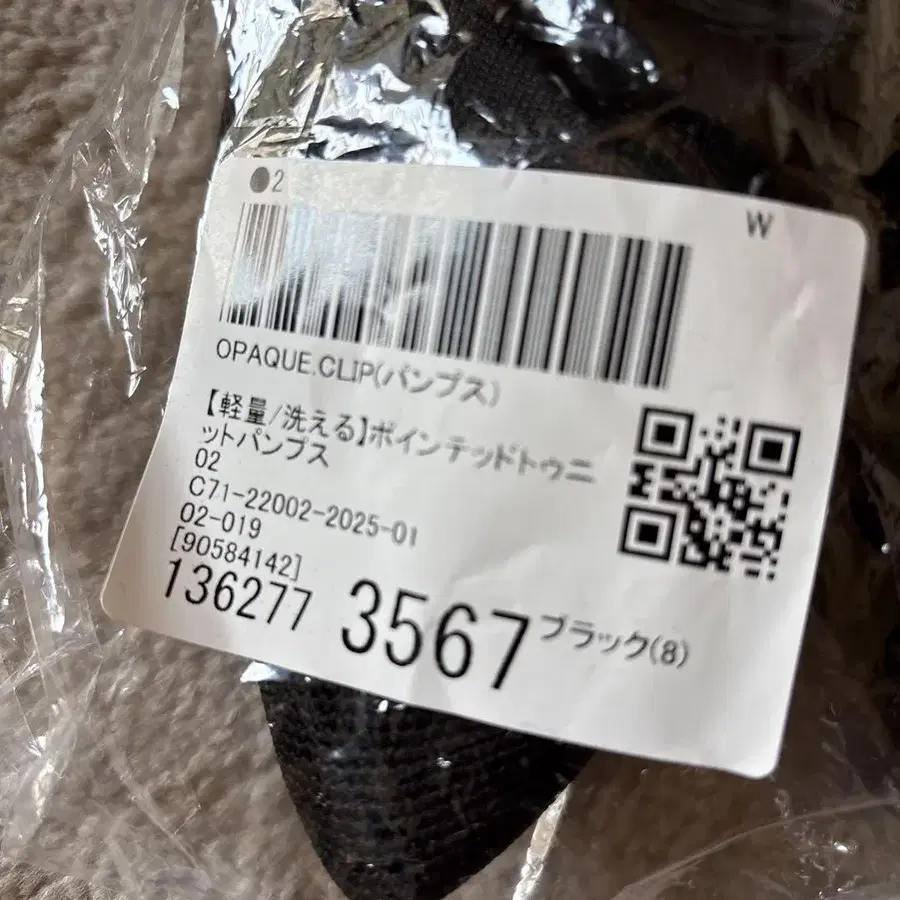 ●2
W
OPAQUE.CLIP(パンプス)
【軽量/洗える】ポインテッドトゥニ
ットパンプス
02
C71-22002-2025-01
02-019
[90584142]
136277 3567 ブラック(8)